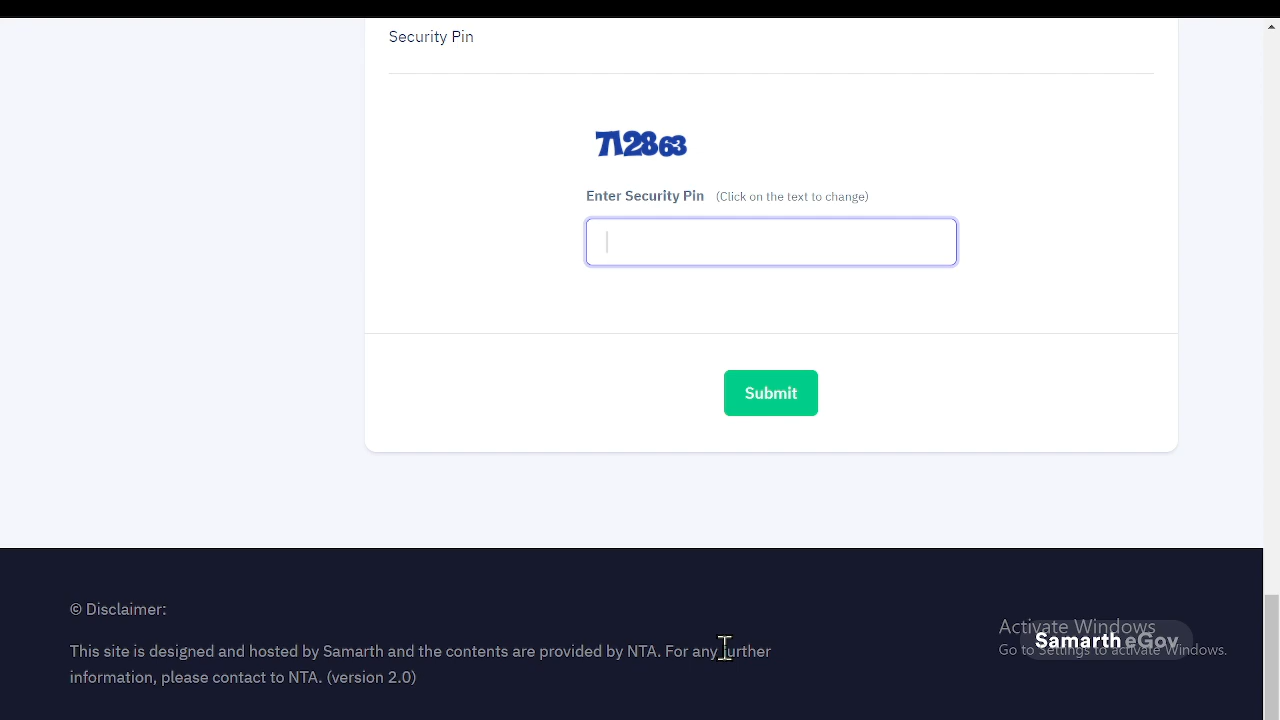 Security Pin
712863
Enter Security Pin (Click on the text to change)
Submit
© Disclaimer:
This site is designed and hosted by Samarth and the contents are provided by NTA. For any further
information, please contact to NTA. (version 2.0)
Activate Windows
Samarth eGov
Go to Settings to activate Windows.